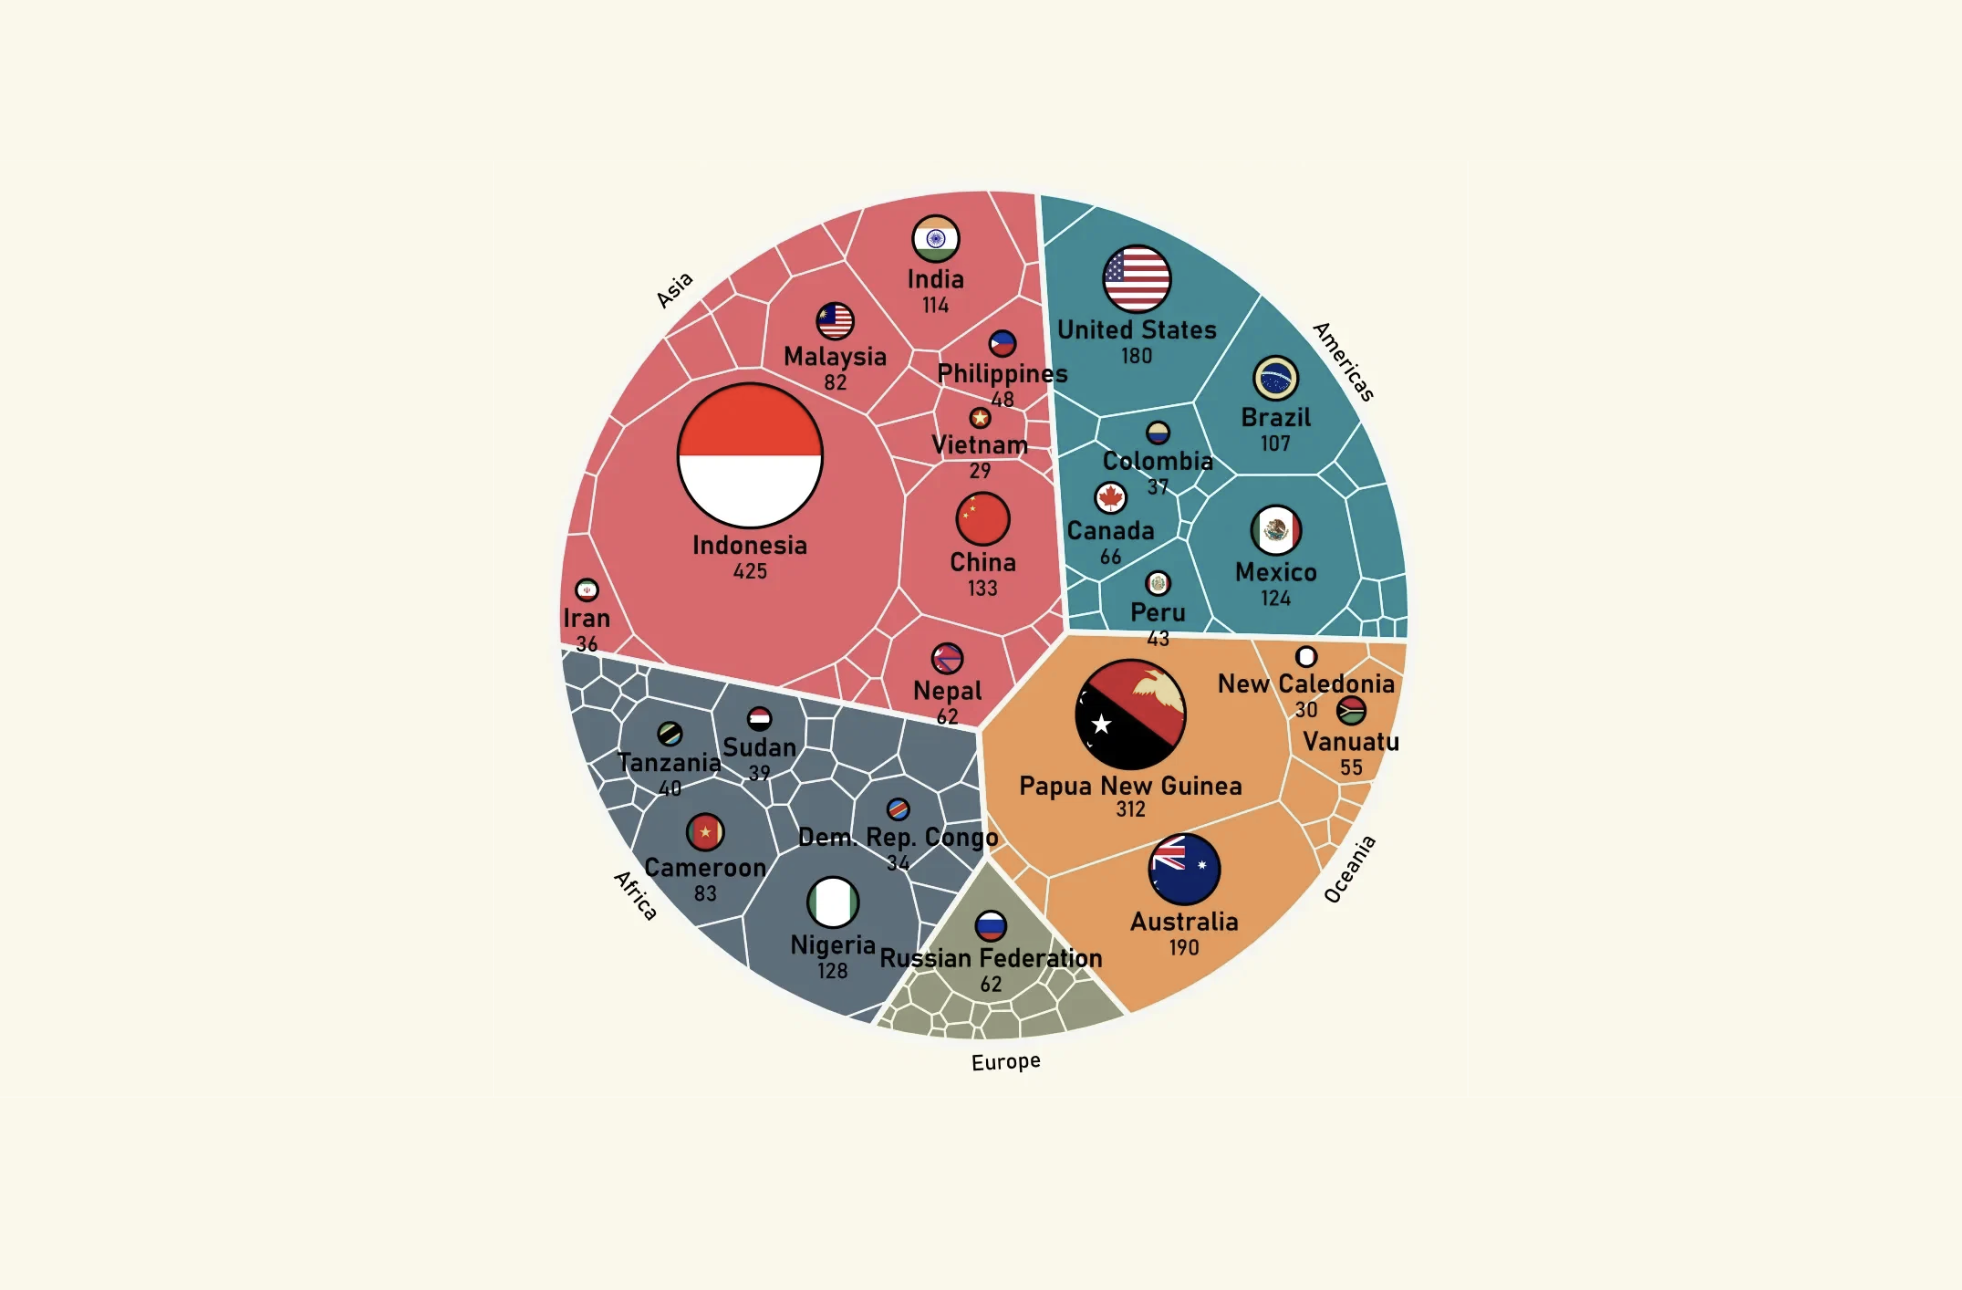 Asia
India
114
Malaysia
82
Philippines
48
Vietnam
29
Indonesia
425
China
133
Iran
36
Nepal
62
Americas
United States
180
Brazil
107
Colombia
37
Canada
66
Mexico
124
Peru
43
Oceania
New Caledonia
30
Vanuatu
55
Papua New Guinea
312
Australia
190
Africa
Tanzania
40
Sudan
39
Dem. Rep. Congo
34
Cameroon
83
Nigeria
128
Europe
Russian Federation
62